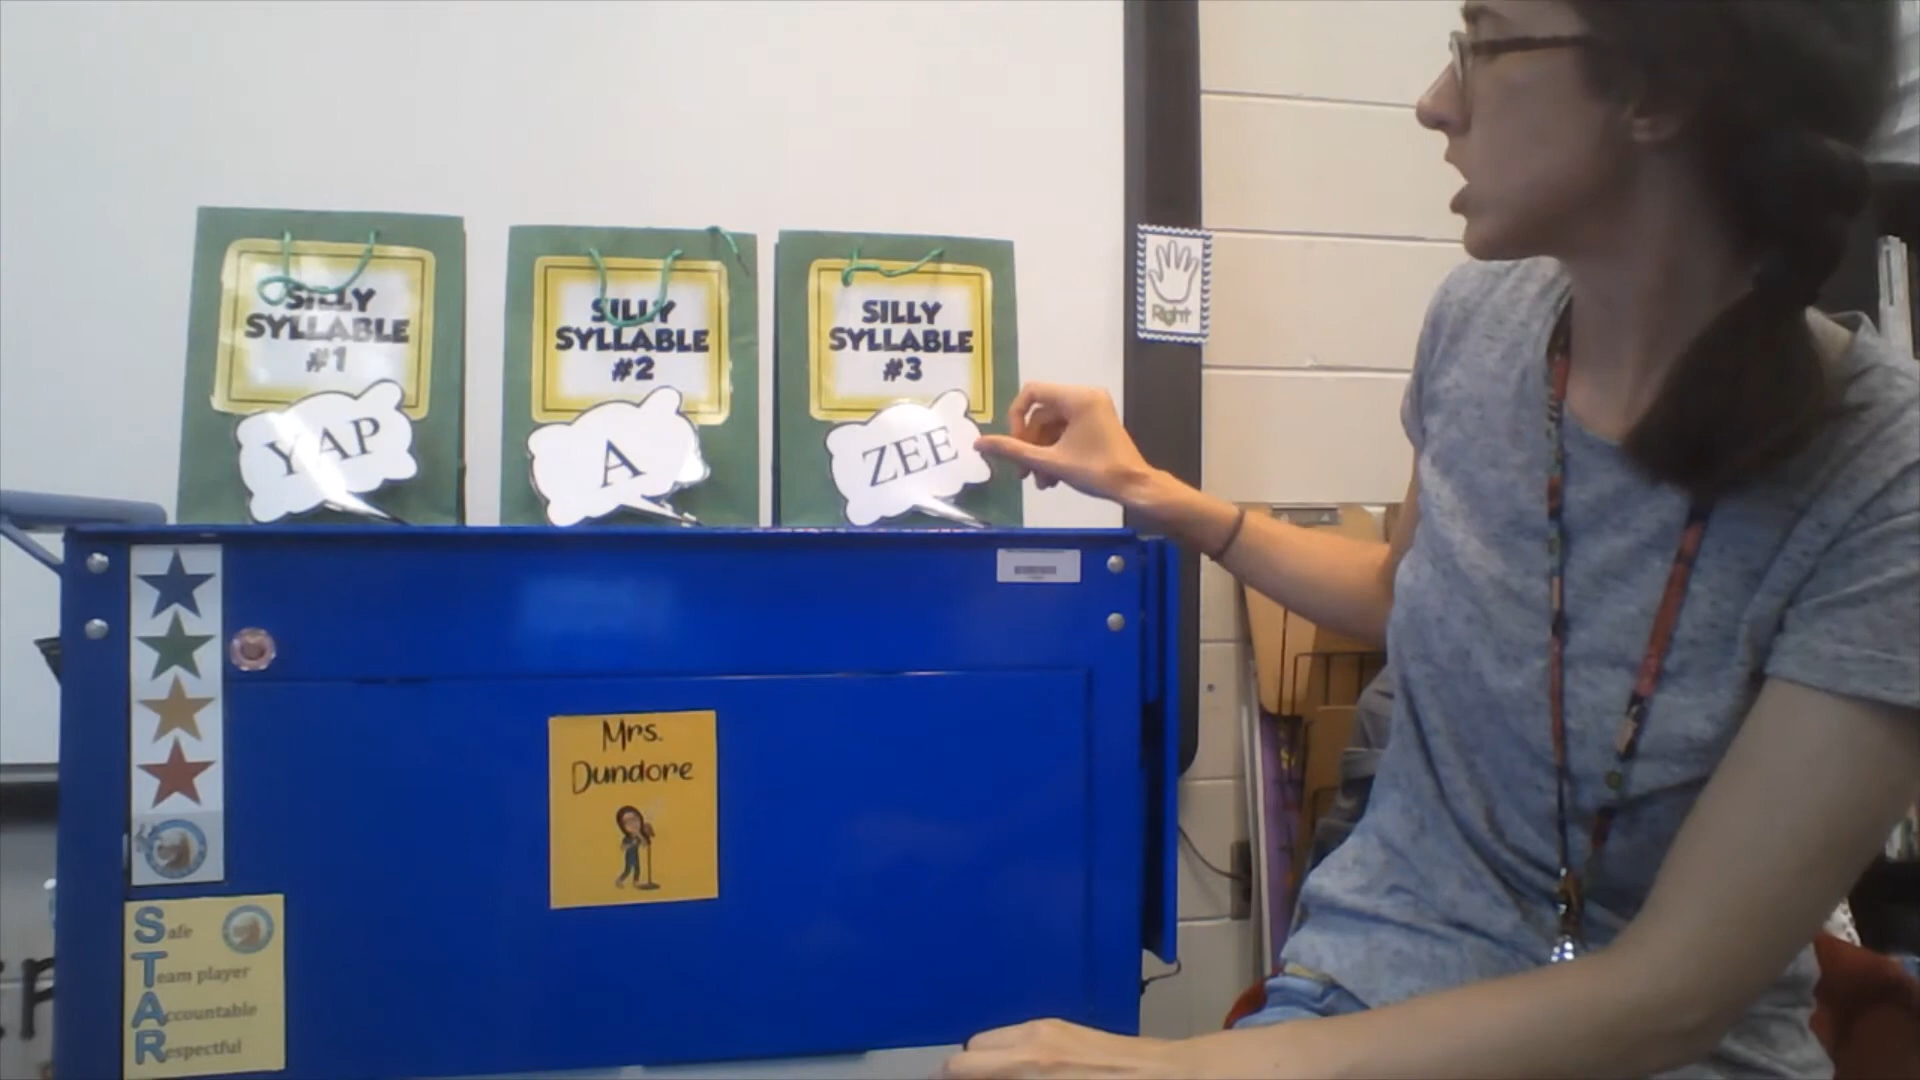 SILLY
SYLLABLE
#1
YAP
SILLY
SYLLABLE
#2
A
SILLY
SYLLABLE
#3
ZEE
Right
Mrs.
Dundore
Safe
Team player
Accountable
Respectful